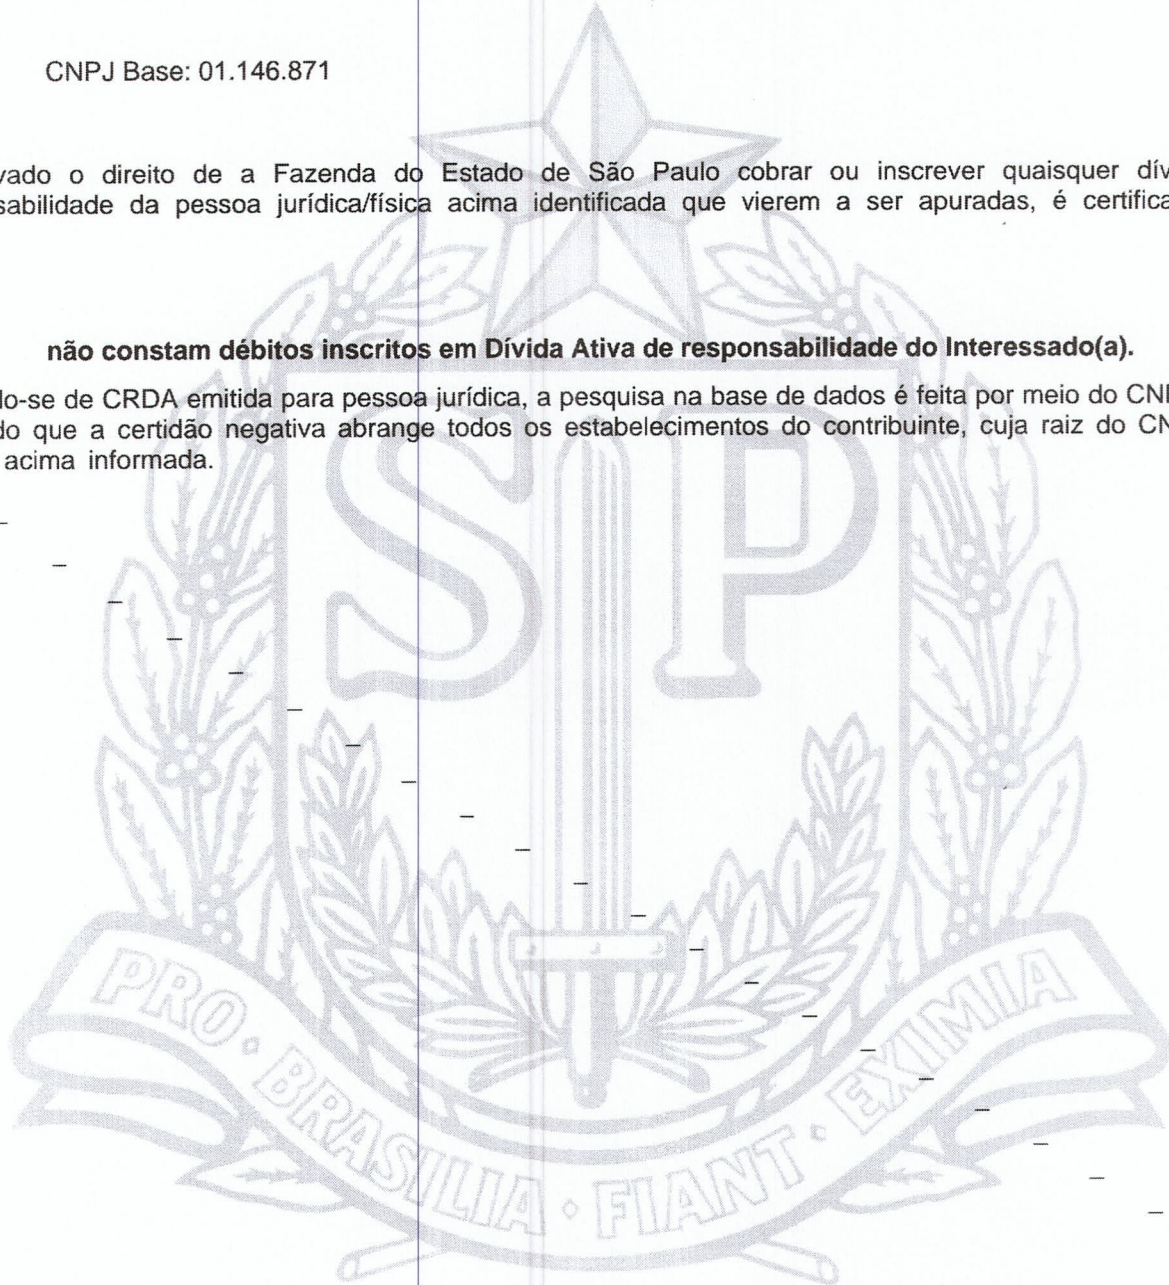 CNPJ Base: 01.146.871
vado o direito de a Fazenda do Estado de São Paulo cobrar ou inscrever quaisquer dív
sabilidade da pessoa jurídica/física acima identificada que vierem a ser apuradas, é certifica
não constam débitos inscritos em Dívida Ativa de responsabilidade do Interessado(a).
do-se de CRDA emitida para pessoa jurídica, a pesquisa na base de dados é feita por meio do CN
do que a certidão negativa abrange todos os estabelecimentos do contribuinte, cuja raiz do CN
acima informada.
SP
PRO • BRASILIA • FIANT • EXIMIA